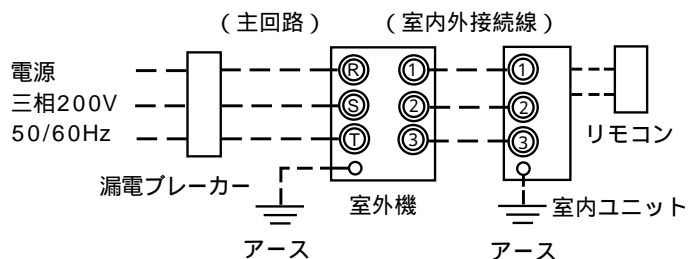 (主回路)
(室内外接続線)
電源
三相200V
50/60Hz
R
S
T
1
2
3
1
2
3
漏電ブレーカー
室外機
リモコン
室内ユニット
アース
アース